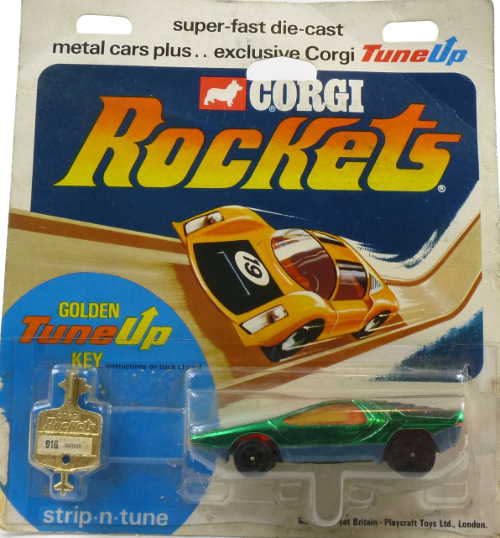 super-fast die-cast
metal cars plus.. exclusive Corgi TuneUp
CORGI
Rockets
®
19
GOLDEN
TuneUp
KEY
Rockets
916
strip·n·tune
Britain - Playcraft Toys Ltd., London.